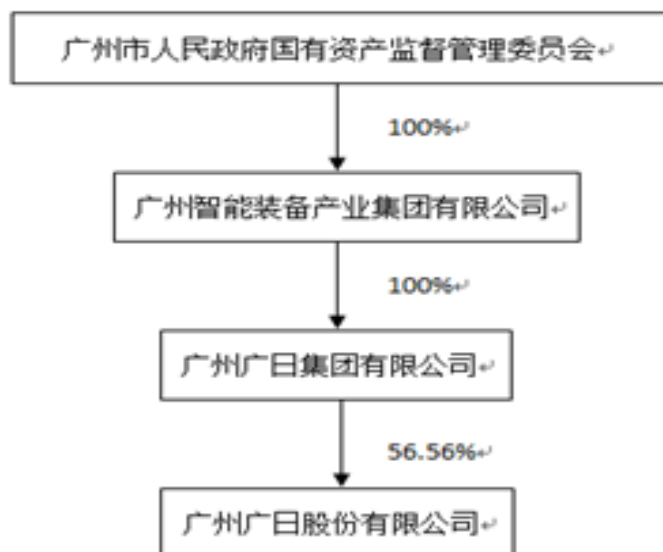 广州市人民政府国有资产监督管理委员会
100%
广州智能装备产业集团有限公司
100%
广州广日集团有限公司
56.56%
广州广日股份有限公司